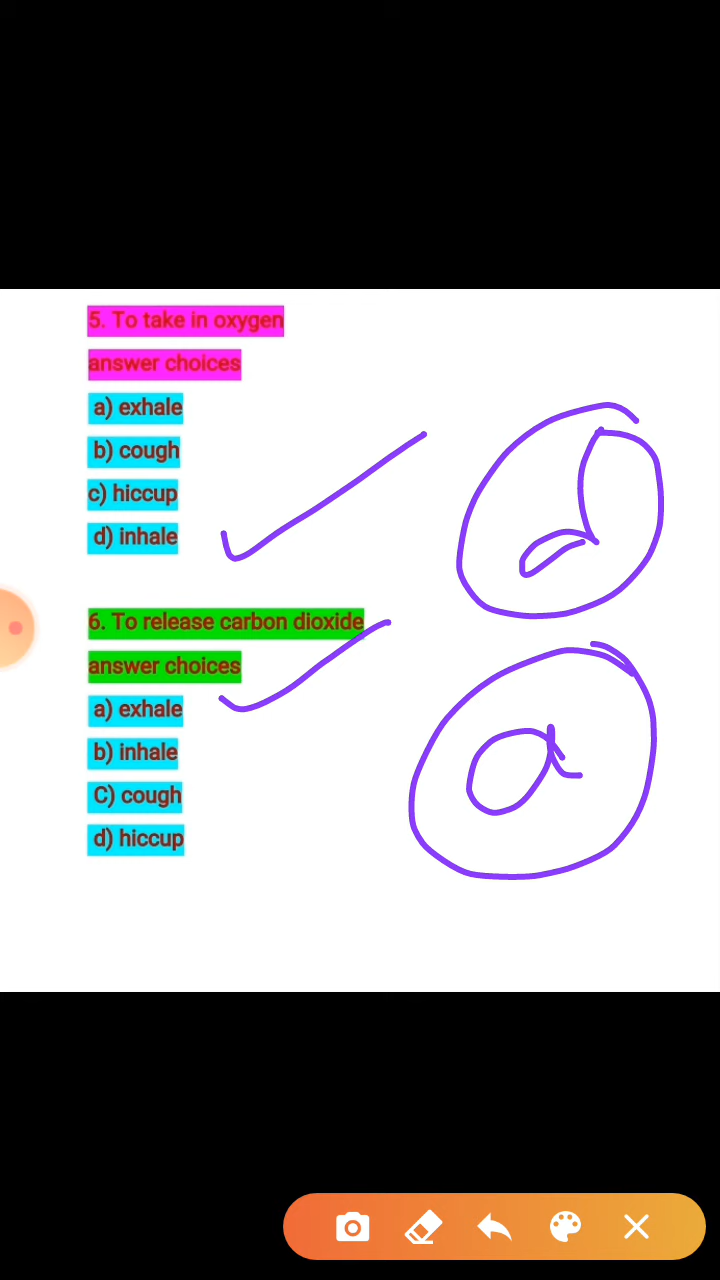 5. To take in oxygen
answer choices
a) exhale
b) cough
c) hiccup
d) inhale
d
6. To release carbon dioxide
answer choices
a) exhale
b) inhale
C) cough
d) hiccup
a